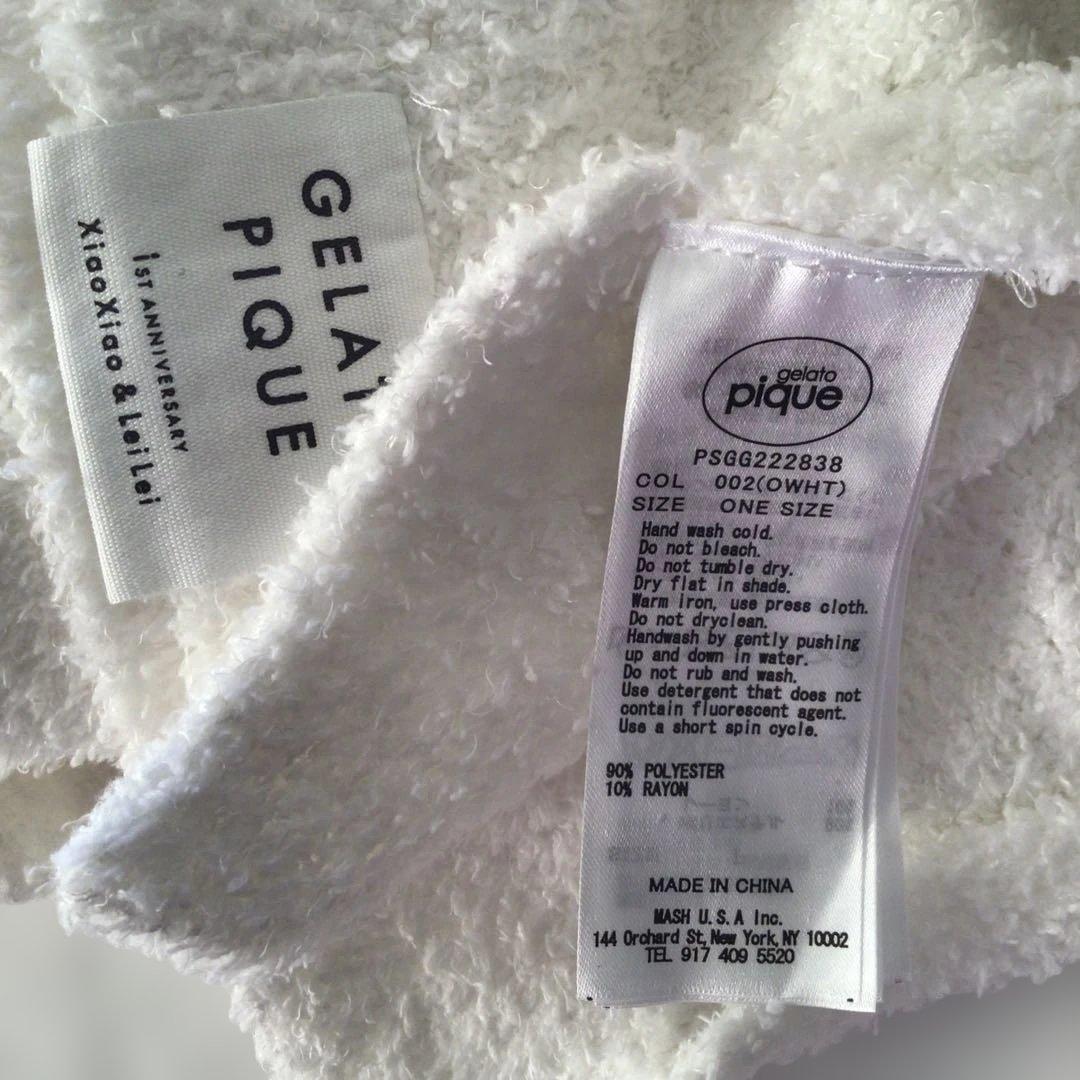 GELAT
PIQUE
1ST ANNIVERSARY
XiaoXiao & LeiLei
gelato
pique
PSGG222838
COL 002(OWHT)
SIZE ONE SIZE
Hand wash cold.
Do not bleach.
Do not tumble dry.
Dry flat in shade.
Warm iron, use press cloth.
Do not dryclean.
Handwash by gently pushing
up and down in water.
Do not rub and wash.
Use detergent that does not
contain fluorescent agent.
Use a short spin cycle.
90% POLYESTER
10% RAYON
MADE IN CHINA
MASH U.S.A Inc.
144 Orchard St, New York, NY 10002
TEL 917 409 5520